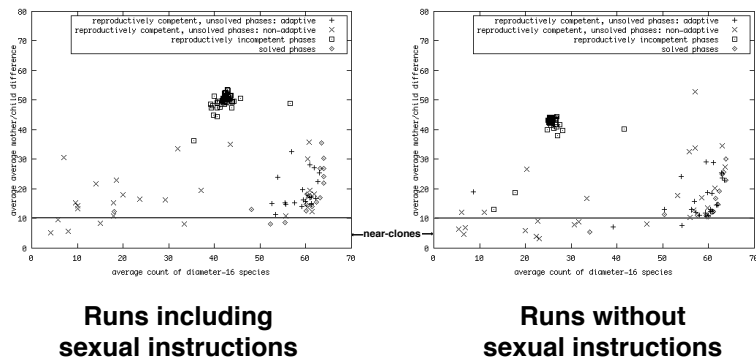 reproductively competent, unsolved phases: adaptive
reproductively competent, unsolved phases: non-adaptive
reproductively incompetent phases
solved phases
average average mother/child difference
80
70
60
50
40
30
20
10
0
0 10 20 30 40 50 60 70
average count of diameter-16 species
near-clones
reproductively competent, unsolved phases: adaptive
reproductively competent, unsolved phases: non-adaptive
reproductively incompetent phases
solved phases
average average mother/child difference
80
70
60
50
40
30
20
10
0
0 10 20 30 40 50 60 70
average count of diameter-16 species
Runs including
sexual instructions
Runs without
sexual instructions